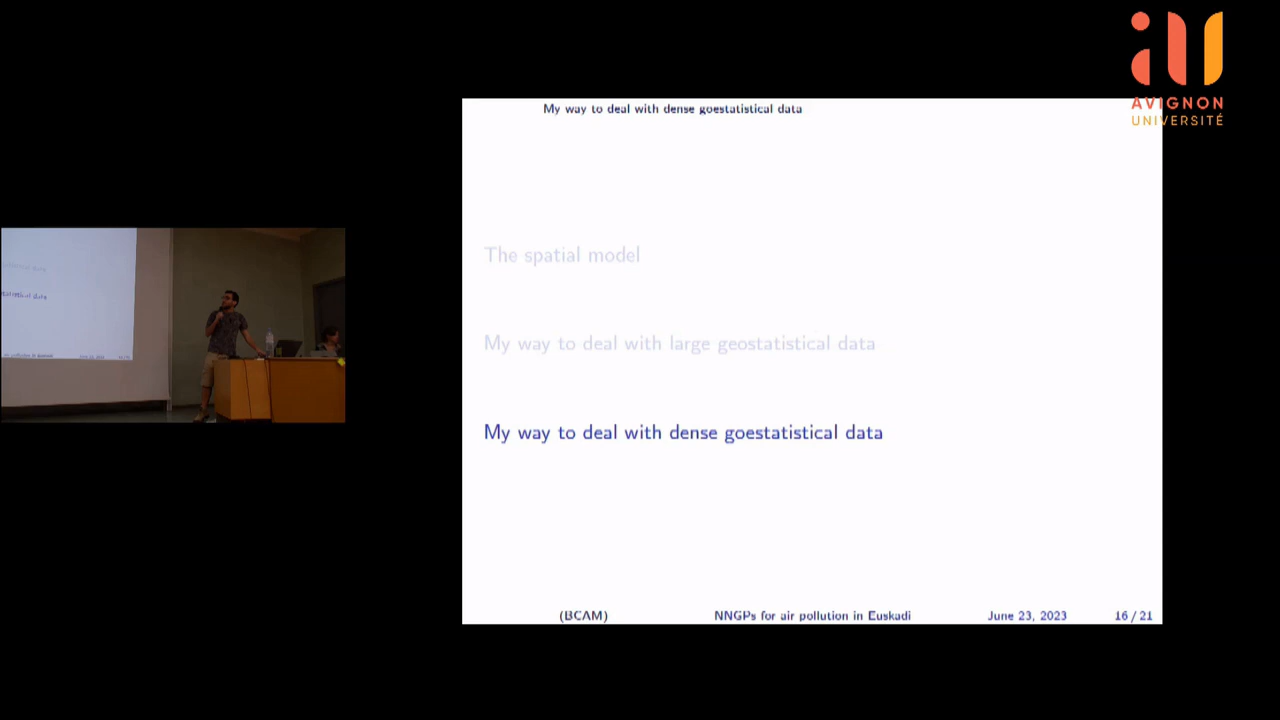 AVIGNON
UNIVERSITÉ
My way to deal with dense goestatistical data
The spatial model
My way to deal with large geostatistical data
My way to deal with dense goestatistical data
(BCAM) NNGPs for air pollution in Euskadi June 23, 2023 16 / 21